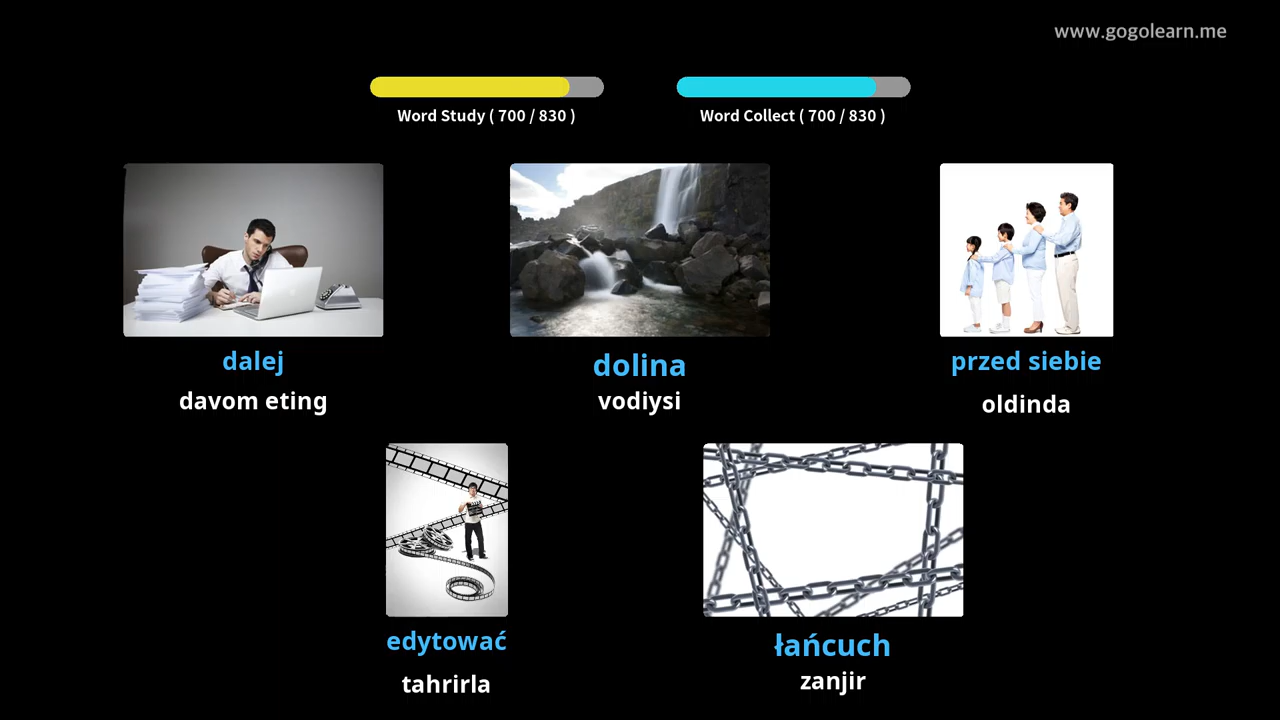 www.gogolearn.me
Word Study ( 700 / 830 )
Word Collect ( 700 / 830 )
dalej
davom eting
dolina
vodiysi
przed siebie
oldinda
edytować
tahrirla
łańcuch
zanjir